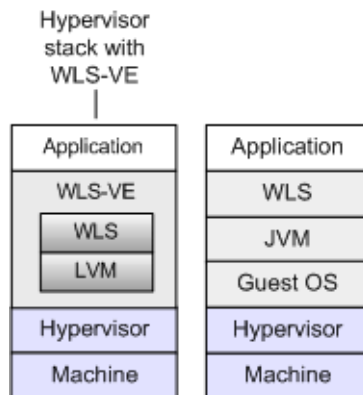 Hypervisor
stack with
WLS-VE
Application
WLS-VE
WLS
LVM
Hypervisor
Machine
Application
WLS
JVM
Guest OS
Hypervisor
Machine